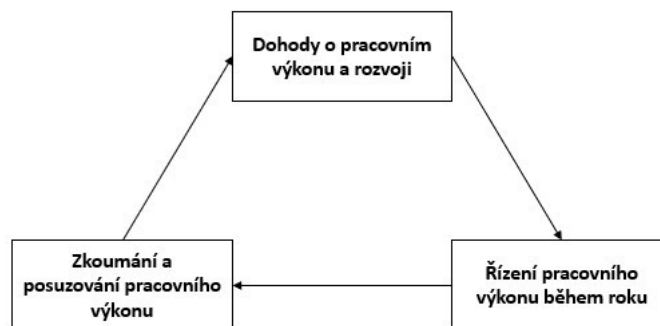 Dohody o pracovním
výkonu a rozvoji
Zkoumání a
posuzování pracovního
výkonu
Řízení pracovního
výkonu během roku